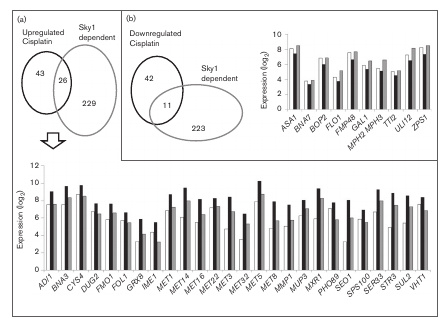 (a)
Upregulated
Cisplatin
Sky1
dependent
43
26
229
(b)
Downregulated
Cisplatin
Sky1
dependent
42
11
223
Expression (log2)
10
8
6
4
2
0
ASA1
BNA7
BOP2
FLO1
FMP48
GAL1
MPH2 MPH3
TTI2
ULI12
ZPS1
Expression (log2)
12
10
8
6
4
2
0
ADI1
BNA3
CYS4
DUG2
FMO1
FOL1
GRX8
IME1
MET1
MET14
MET16
MET22
MET3
MET32
MET5
MET8
MMP1
MUP3
MXR1
PHO89
SEO1
SPS100
SER33
STR3
SUL2
VHT1